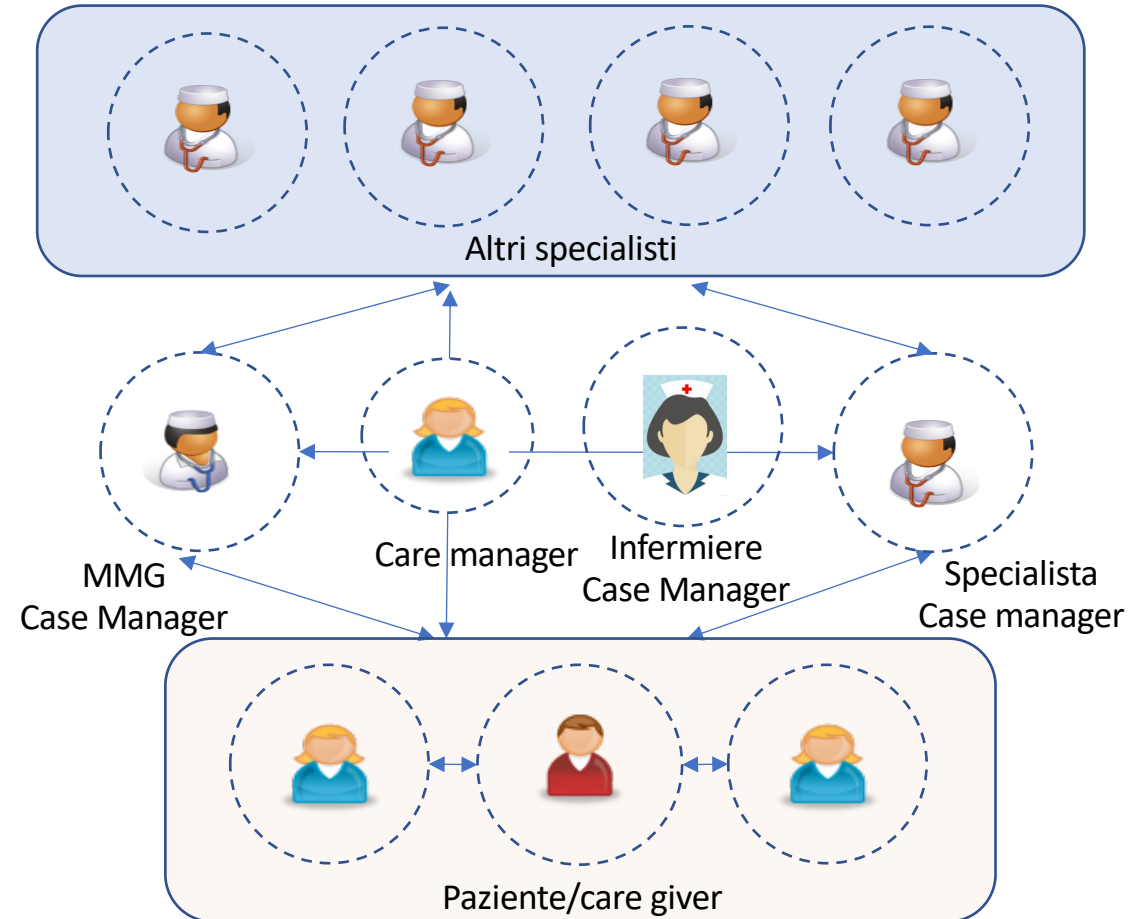 Altri specialisti
Care manager
Infermiere
Case Manager
MMG
Case Manager
Specialista
Case manager
Paziente/care giver